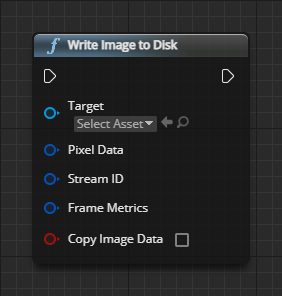 Write Image to Disk
Target
Select Asset
Pixel Data
Stream ID
Frame Metrics
Copy Image Data